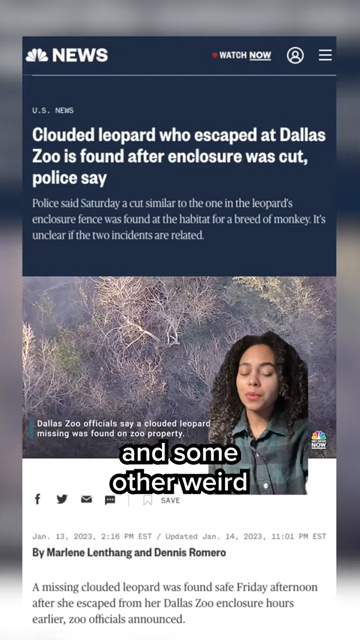 NEWS
WATCH NOW
U.S. NEWS
Clouded leopard who escaped at Dallas
Zoo is found after enclosure was cut,
police say
Police said Saturday a cut similar to the one in the leopard's
enclosure fence was found at the habitat for a breed of monkey. It's
unclear if the two incidents are related.
Dallas Zoo officials say a clouded leopard
missing was found on zoo property.
NEWS
NOW
and some
other weird
SAVE
Jan. 13, 2023, 2:16 PM EST / Updated Jan. 14, 2023, 11:01 PM EST
By Marlene Lenthang and Dennis Romero
A missing clouded leopard was found safe Friday afternoon
after she escaped from her Dallas Zoo enclosure hours
earlier, zoo officials announced.